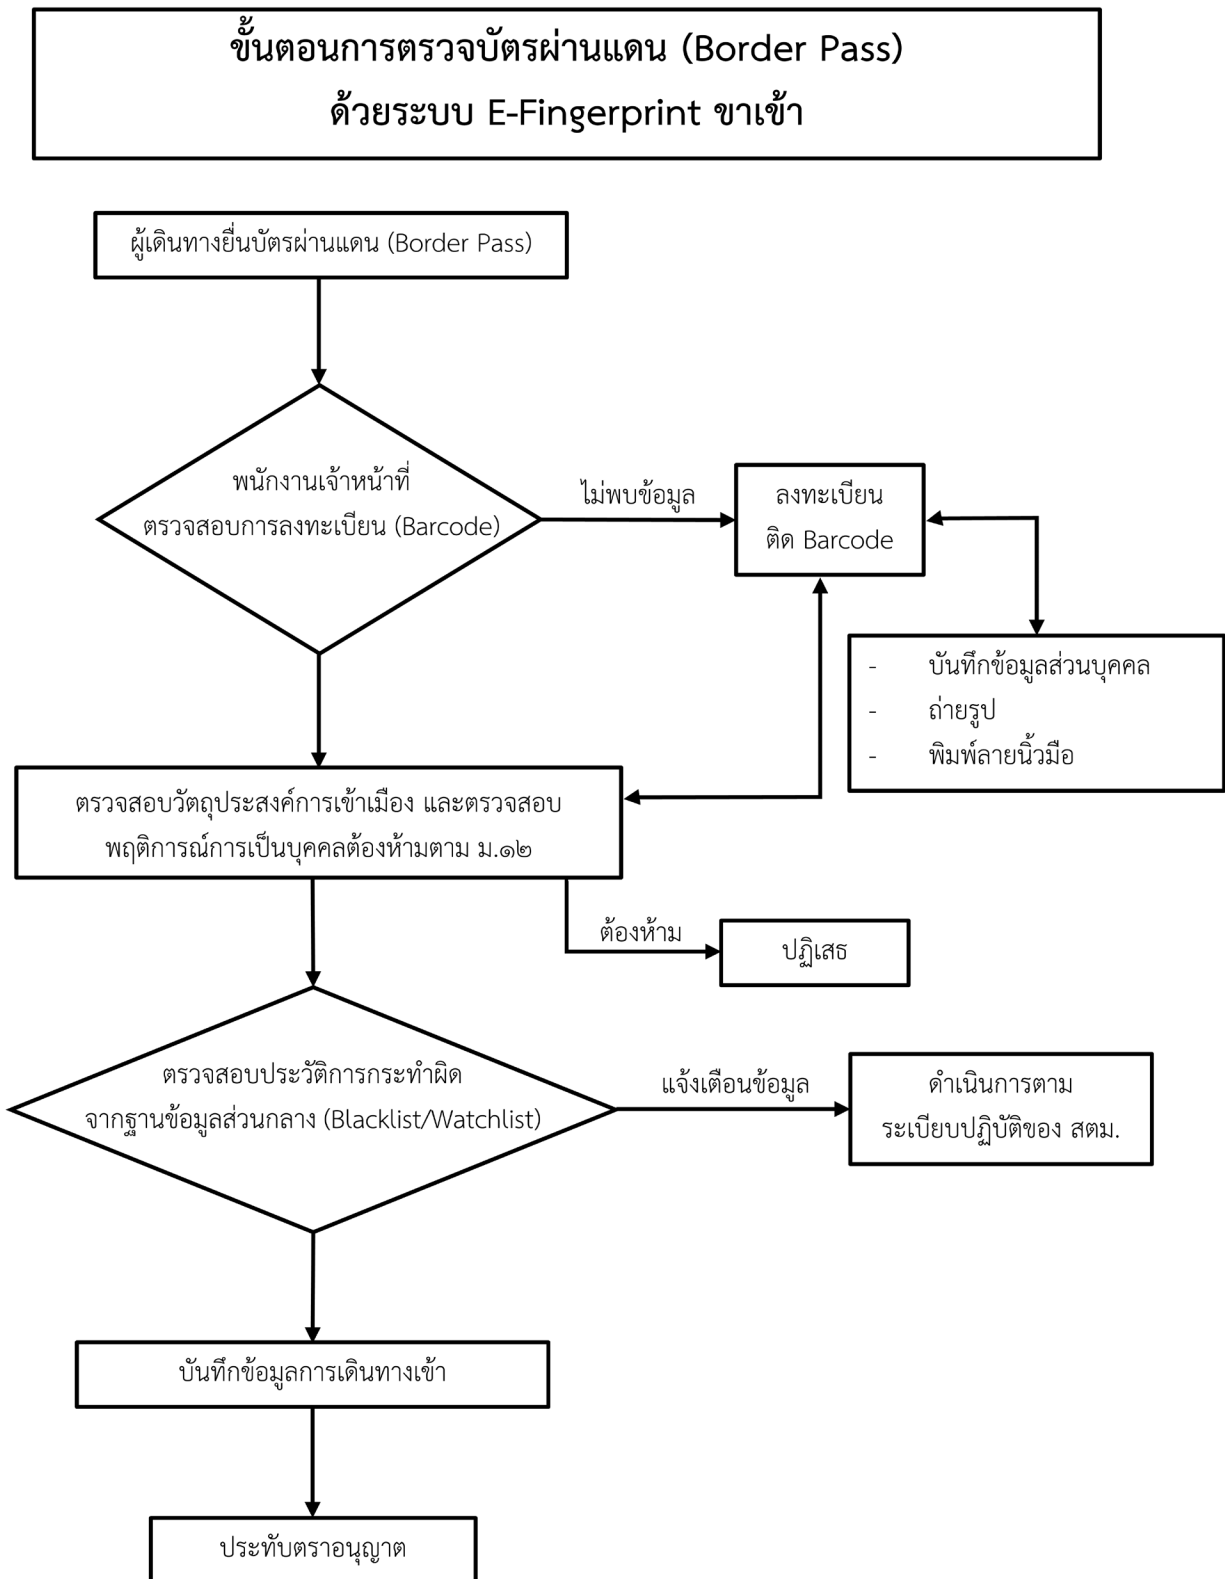 ขั้นตอนการตรวจบัตรผ่านแดน (Border Pass)
ด้วยระบบ E-Fingerprint ขาเข้า
ผู้เดินทางยื่นบัตรผ่านแดน (Border Pass)
พนักงานเจ้าหน้าที่
ตรวจสอบการลงทะเบียน (Barcode)
ไม่พบข้อมูล
ลงทะเบียน
ติด Barcode
- บันทึกข้อมูลส่วนบุคคล
- ถ่ายรูป
- พิมพ์ลายนิ้วมือ
ตรวจสอบวัตถุประสงค์การเข้าเมือง และตรวจสอบ
พฤติการณ์การเป็นบุคคลต้องห้ามตาม ม.๑๒
ต้องห้าม
ปฏิเสธ
ตรวจสอบประวัติการกระทำผิด
จากฐานข้อมูลส่วนกลาง (Blacklist/Watchlist)
แจ้งเตือนข้อมูล
ดำเนินการตาม
ระเบียบปฏิบัติของ สตม.
บันทึกข้อมูลการเดินทางเข้า
ประทับตราอนุญาต